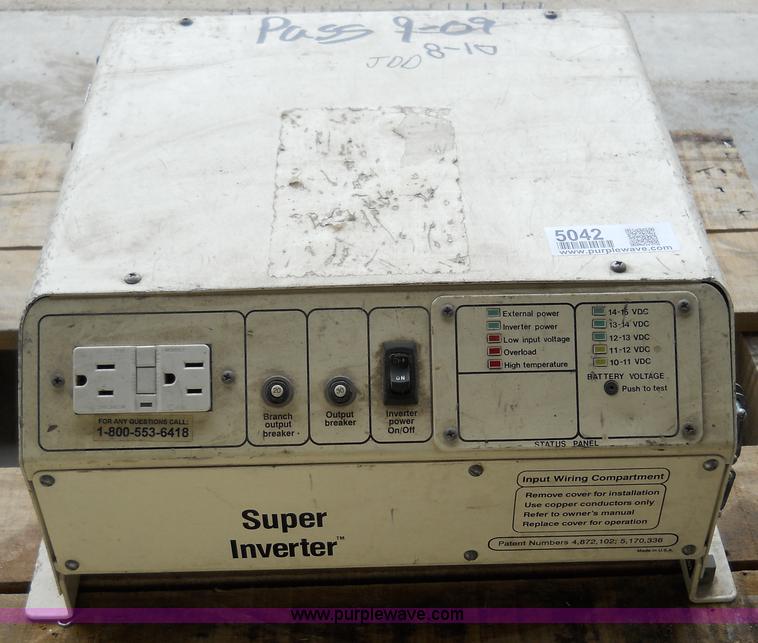 Pass 9-09
JDD 8-10
5042
www.purplewave.com
External power
Inverter power
Low input voltage
Overload
High temperature
14-15 VDC
13-14 VDC
12-13 VDC
11-12 VDC
10-11 VDC
BATTERY VOLTAGE
Push to test
STATUS PANEL
FOR ANY QUESTIONS CALL:
1-800-553-6418
20
Branch
output
breaker
30
Output
breaker
ON
Inverter
power
On/Off
Super
Inverter™
Input Wiring Compartment
Remove cover for installation
Use copper conductors only
Refer to owner's manual
Replace cover for operation
Patent Numbers 4,872,102; 5,170,336
Made in U.S.A.
www.purplewave.com